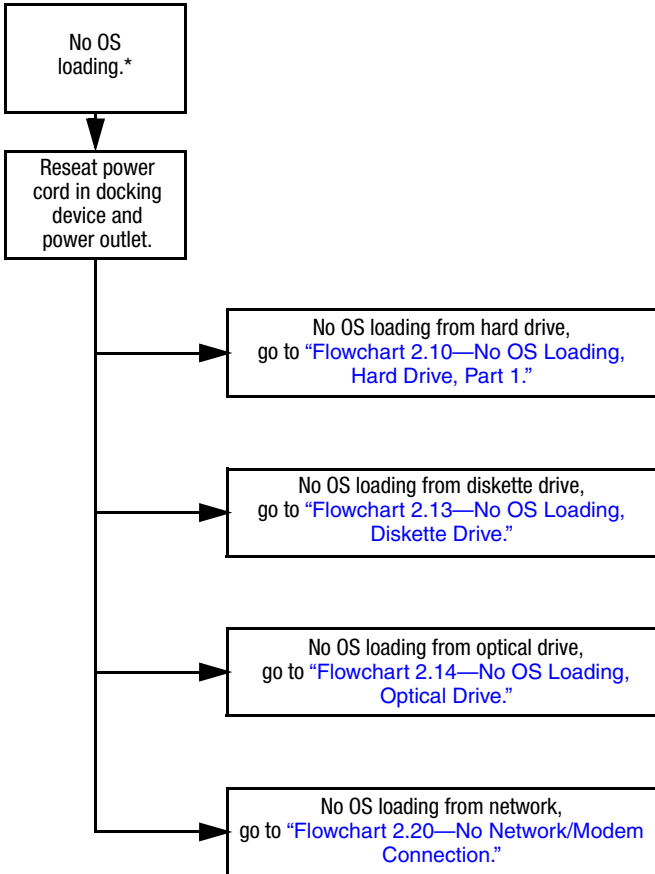 No OS
loading.*
Reseat power
cord in docking
device and
power outlet.
No OS loading from hard drive,
go to “Flowchart 2.10—No OS Loading,
Hard Drive, Part 1.”
No OS loading from diskette drive,
go to “Flowchart 2.13—No OS Loading,
Diskette Drive.”
No OS loading from optical drive,
go to “Flowchart 2.14—No OS Loading,
Optical Drive.”
No OS loading from network,
go to “Flowchart 2.20—No Network/Modem
Connection.”